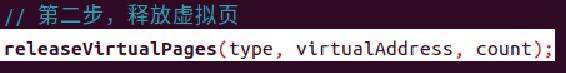 // 第二步，释放虚拟页
releaseVirtualPages(type, virtualAddress, count);